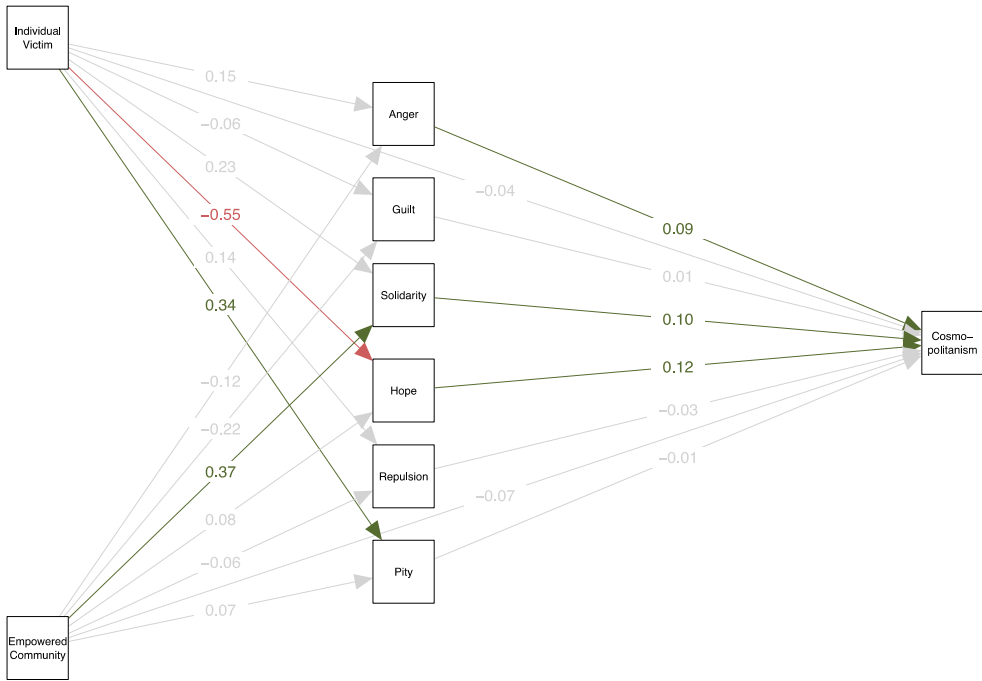 Individual
Victim
0.15
Anger
−0.06
0.23
−0.04
Guilt
−0.55
0.09
0.14
0.01
Solidarity
0.34
0.10
Cosmo−
politanism
0.12
−0.12
Hope
−0.03
−0.22
−0.01
0.37
Repulsion
−0.07
0.08
−0.06
Pity
0.07
Empowered
Community